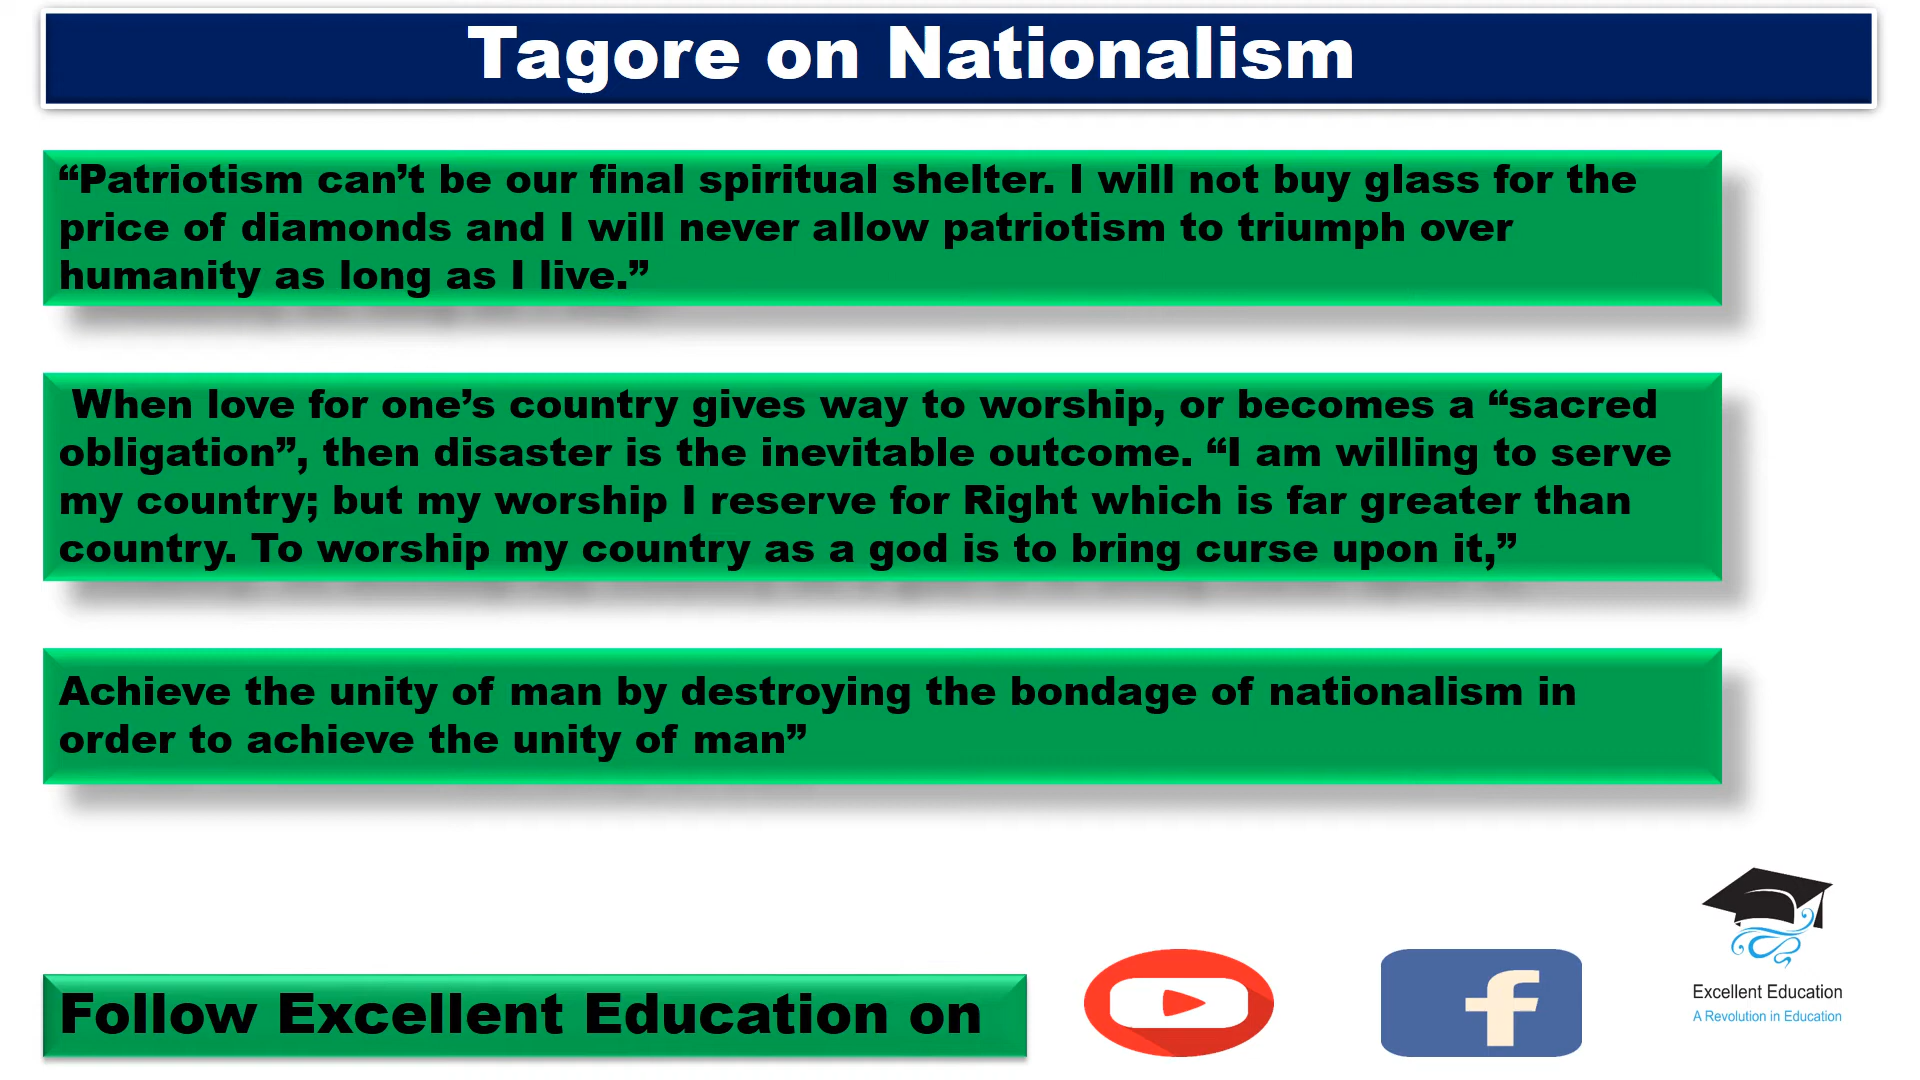 Tagore on Nationalism
“Patriotism can’t be our final spiritual shelter. I will not buy glass for the
price of diamonds and I will never allow patriotism to triumph over
humanity as long as I live.”
When love for one’s country gives way to worship, or becomes a “sacred
obligation”, then disaster is the inevitable outcome. “I am willing to serve
my country; but my worship I reserve for Right which is far greater than
country. To worship my country as a god is to bring curse upon it,”
Achieve the unity of man by destroying the bondage of nationalism in
order to achieve the unity of man”
Follow Excellent Education on
f
Excellent Education
A Revolution in Education